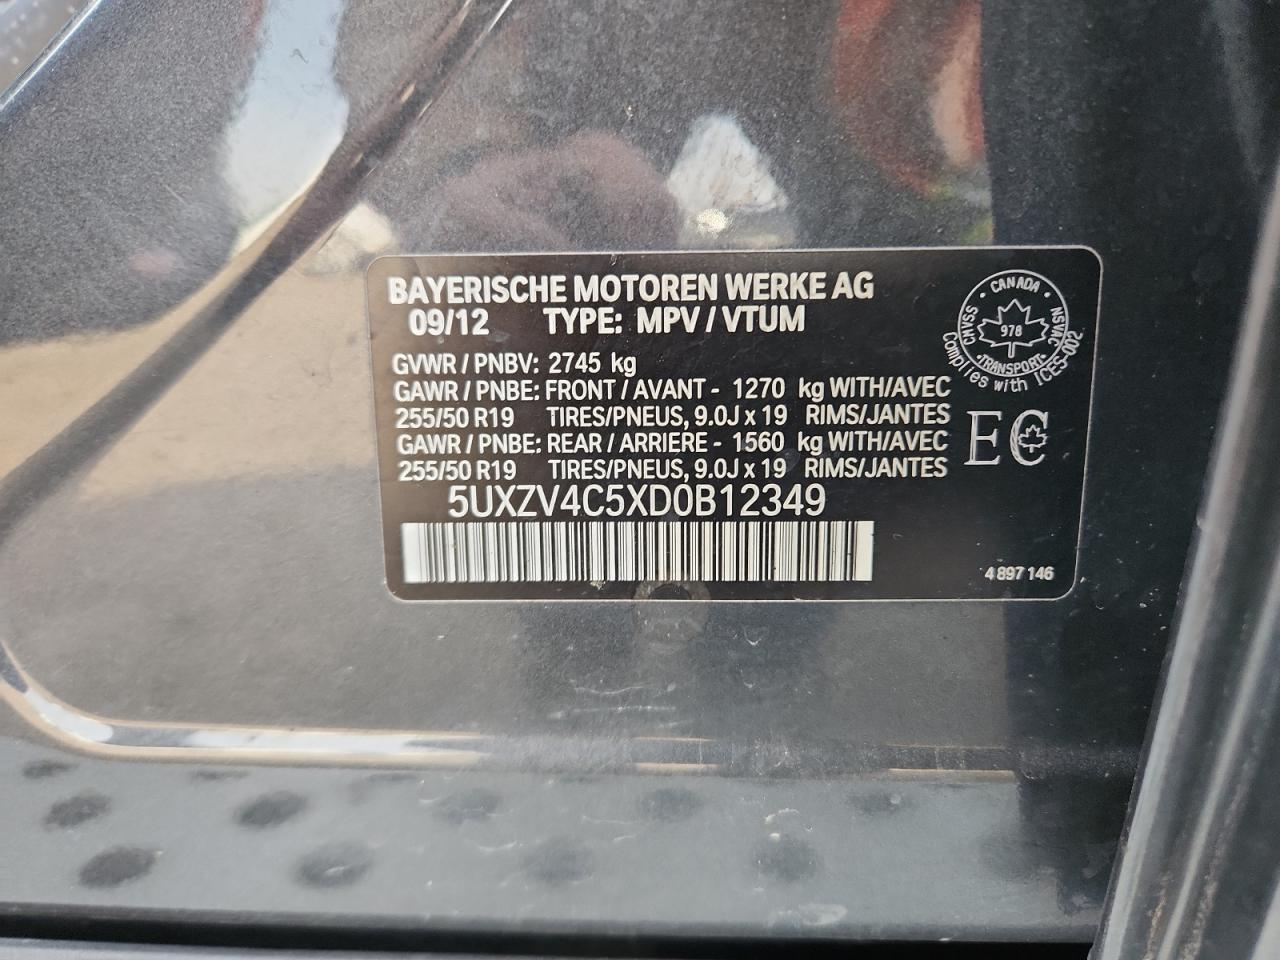 BAYERISCHE MOTOREN WERKE AG
09/12 TYPE: MPV / VTUM
GVWR / PNBV: 2745 kg
GAWR / PNBE: FRONT / AVANT - 1270 kg WITH/AVEC
255/50 R19 TIRES/PNEUS, 9.0J x 19 RIMS/JANTES
GAWR / PNBE: REAR / ARRIERE - 1560 kg WITH/AVEC
255/50 R19 TIRES/PNEUS, 9.0J x 19 RIMS/JANTES
5UXZV4C5XD0B12349
4 897 146
CANADA
CMVSS
NSVAC
978
TRANSPORT
Complies with ICES-002
EC